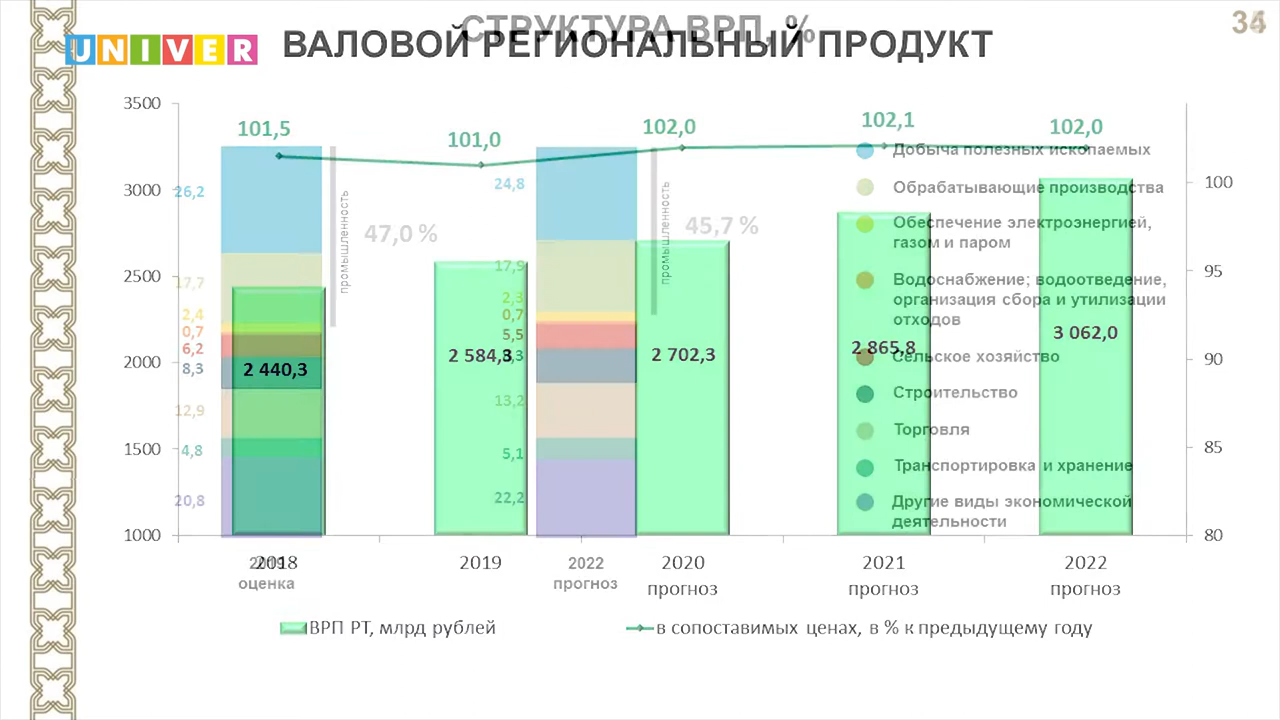 СТРУКТУРА ВРП, %
UNIVER
ВАЛОВОЙ РЕГИОНАЛЬНЫЙ ПРОДУКТ
3500
3000
2500
2000
1500
1000
101,5
101,0
102,0
102,1
102,0
100
95
90
85
80
26,2
17,7
2,4
0,7
6,2
8,3
12,9
4,8
20,8
промышленность
47,0 %
24,8
17,9
2,3
0,7
5,5
13,2
5,1
22,2
промышленность
45,7 %
2 440,3
2 584,3
2 702,3
2 865,8
3 062,0
Добыча полезных ископаемых
Обрабатывающие производства
Обеспечение электроэнергией,
газом и паром
Водоснабжение; водоотведение,
организация сбора и утилизации
отходов
Сельское хозяйство
Строительство
Торговля
Транспортировка и хранение
Другие виды экономической
деятельности
2018
оценка
2019
2022
прогноз
2020
прогноз
2021
прогноз
2022
прогноз
ВРП РТ, млрд рублей
в сопоставимых ценах, в % к предыдущему году